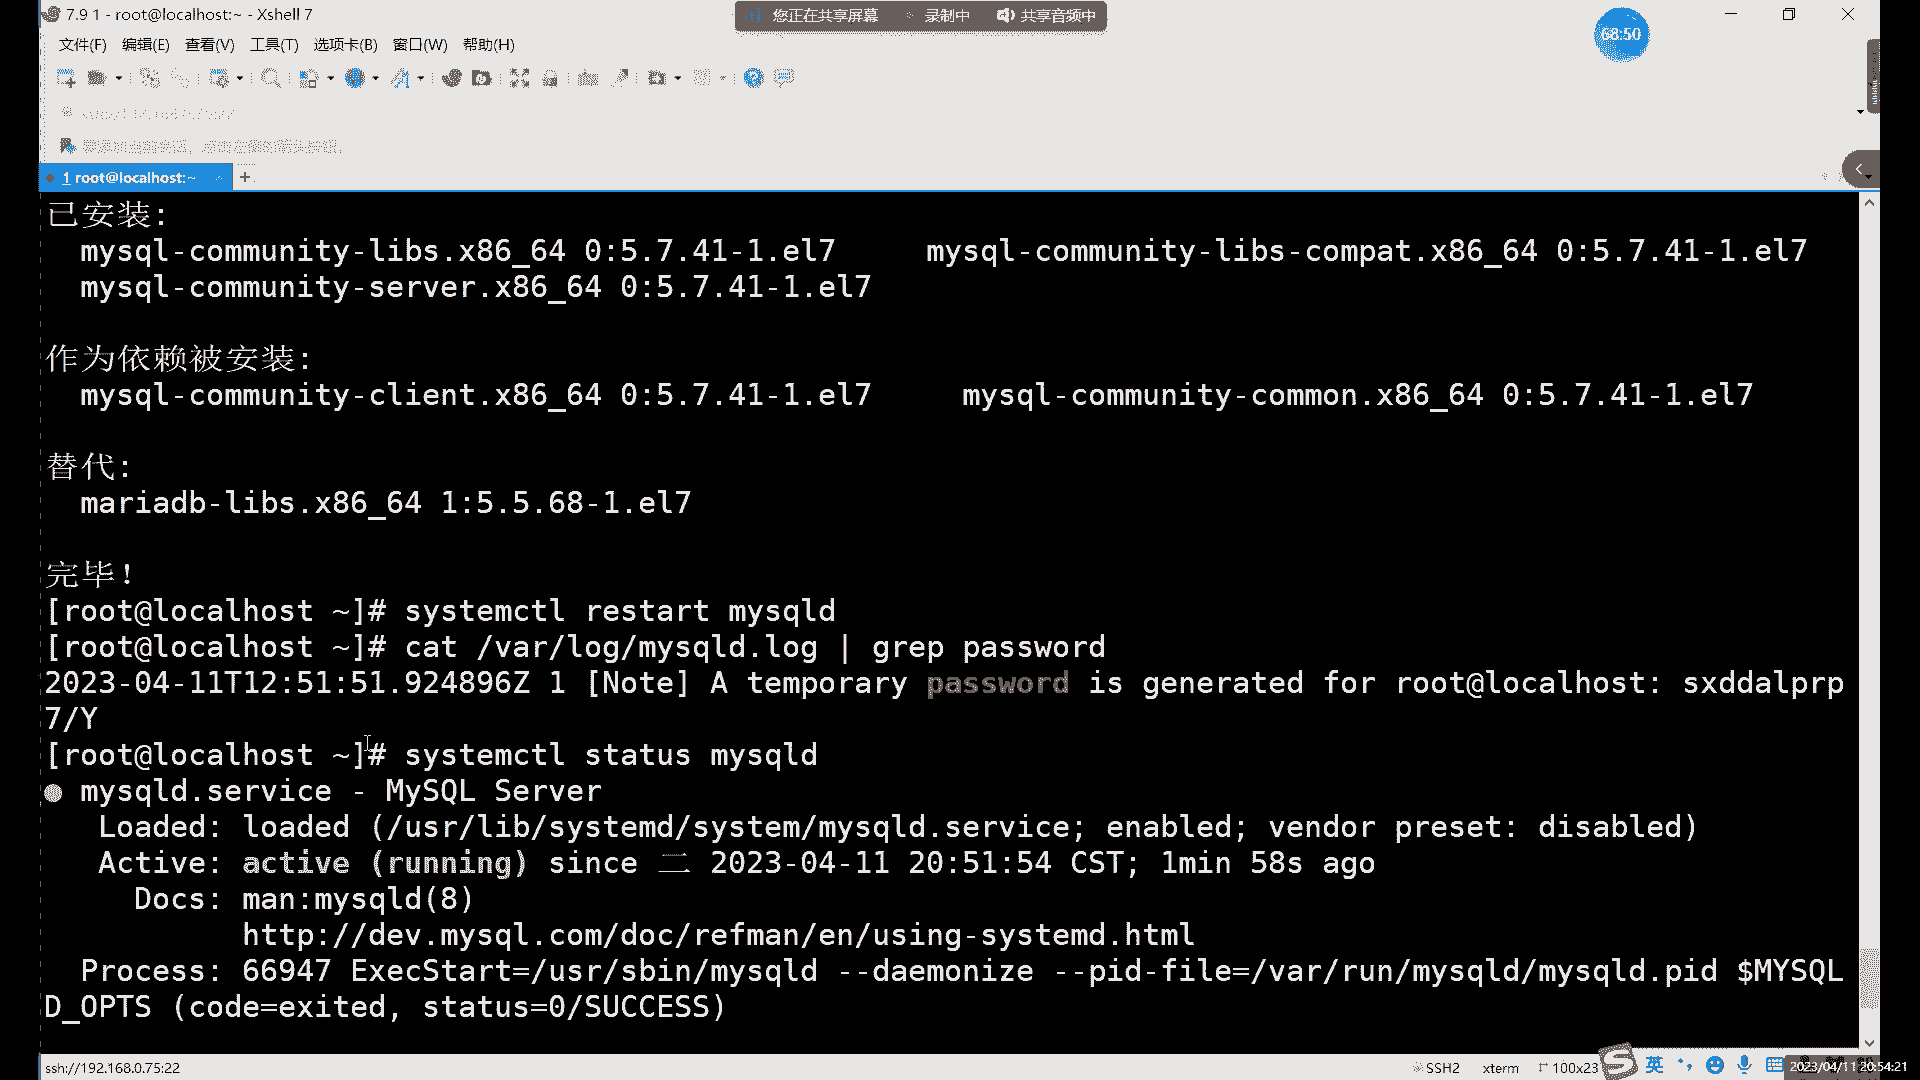 7.9 1 - root@localhost:~ - Xshell 7
您正在共享屏幕 录制中 共享音频中
68:50
文件(F) 编辑(E) 查看(V) 工具(T) 选项卡(B) 窗口(W) 帮助(H)
1 root@localhost:~ +
已安装:
mysql-community-libs.x86_64 0:5.7.41-1.el7 mysql-community-libs-compat.x86_64 0:5.7.41-1.el7
mysql-community-server.x86_64 0:5.7.41-1.el7
作为依赖被安装:
mysql-community-client.x86_64 0:5.7.41-1.el7 mysql-community-common.x86_64 0:5.7.41-1.el7
替代:
mariadb-libs.x86_64 1:5.5.68-1.el7
完毕！
[root@localhost ~]# systemctl restart mysqld
[root@localhost ~]# cat /var/log/mysqld.log | grep password
2023-04-11T12:51:51.924896Z 1 [Note] A temporary password is generated for root@localhost: sxddalprp
7/Y
[root@localhost ~]# systemctl status mysqld
● mysqld.service - MySQL Server
Loaded: loaded (/usr/lib/systemd/system/mysqld.service; enabled; vendor preset: disabled)
Active: active (running) since 二 2023-04-11 20:51:54 CST; 1min 58s ago
Docs: man:mysqld(8)
http://dev.mysql.com/doc/refman/en/using-systemd.html
Process: 66947 ExecStart=/usr/sbin/mysqld --daemonize --pid-file=/var/run/mysqld/mysqld.pid $MYSQL
D_OPTS (code=exited, status=0/SUCCESS)
ssh://192.168.0.75:22 SSH2 xterm 100x23 英 2023/04/11 20:54:21